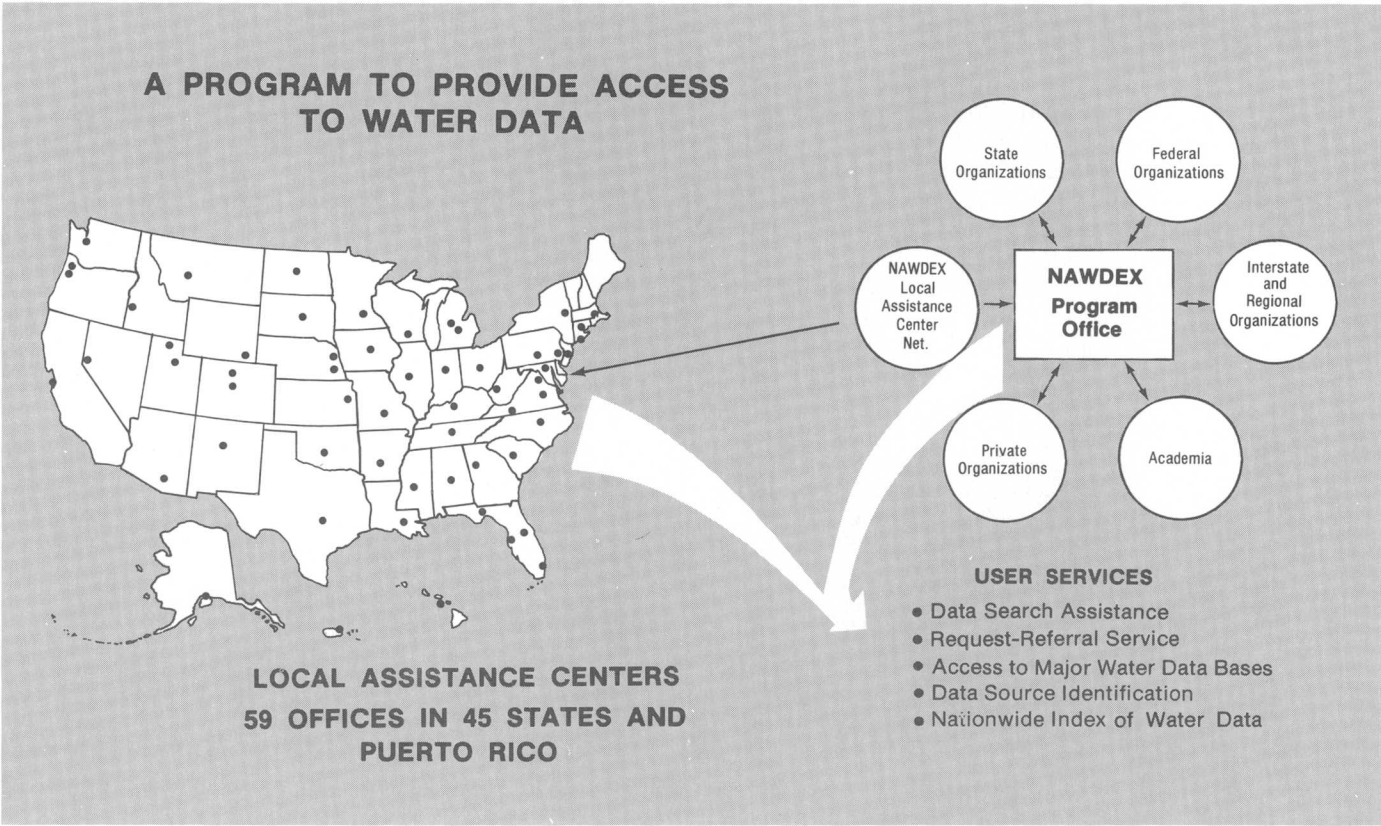 A PROGRAM TO PROVIDE ACCESS
TO WATER DATA
State
Organizations
Federal
Organizations
NAWDEX
Local
Assistance
Center
Net.
NAWDEX
Program
Office
Interstate
and
Regional
Organizations
Private
Organizations
Academia
LOCAL ASSISTANCE CENTERS
59 OFFICES IN 45 STATES AND
PUERTO RICO
USER SERVICES
• Data Search Assistance
• Request-Referral Service
• Access to Major Water Data Bases
• Data Source Identification
• Nationwide Index of Water Data